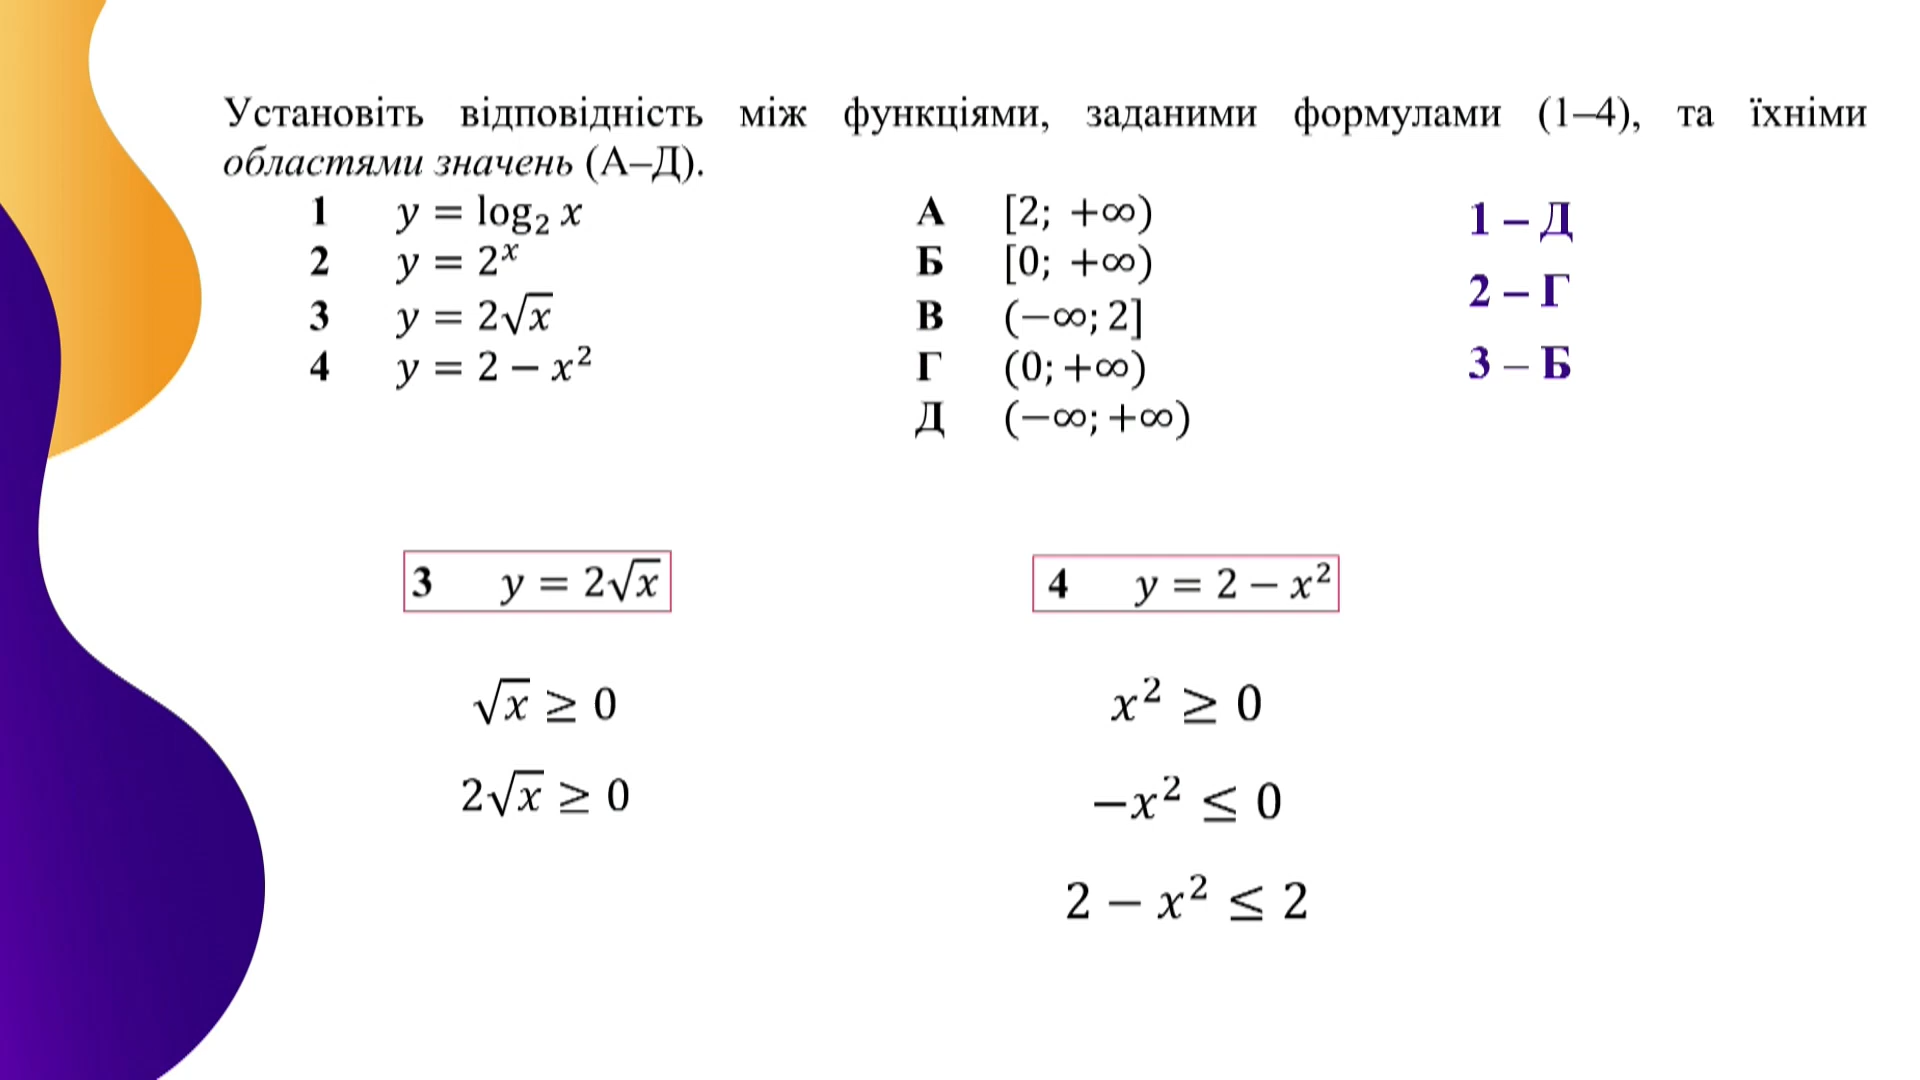 Установіть відповідність між функціями, заданими формулами (1–4), та їхніми
областями значень (А–Д).
1 y = log₂ x
2 y = 2ˣ
3 y = 2√x
4 y = 2 − x²
А [2; +∞)
Б [0; +∞)
В (−∞; 2]
Г (0; +∞)
Д (−∞; +∞)
1 – Д
2 – Г
3 – Б
3 y = 2√x
√x ≥ 0
2√x ≥ 0
4 y = 2 − x²
x² ≥ 0
−x² ≤ 0
2 − x² ≤ 2